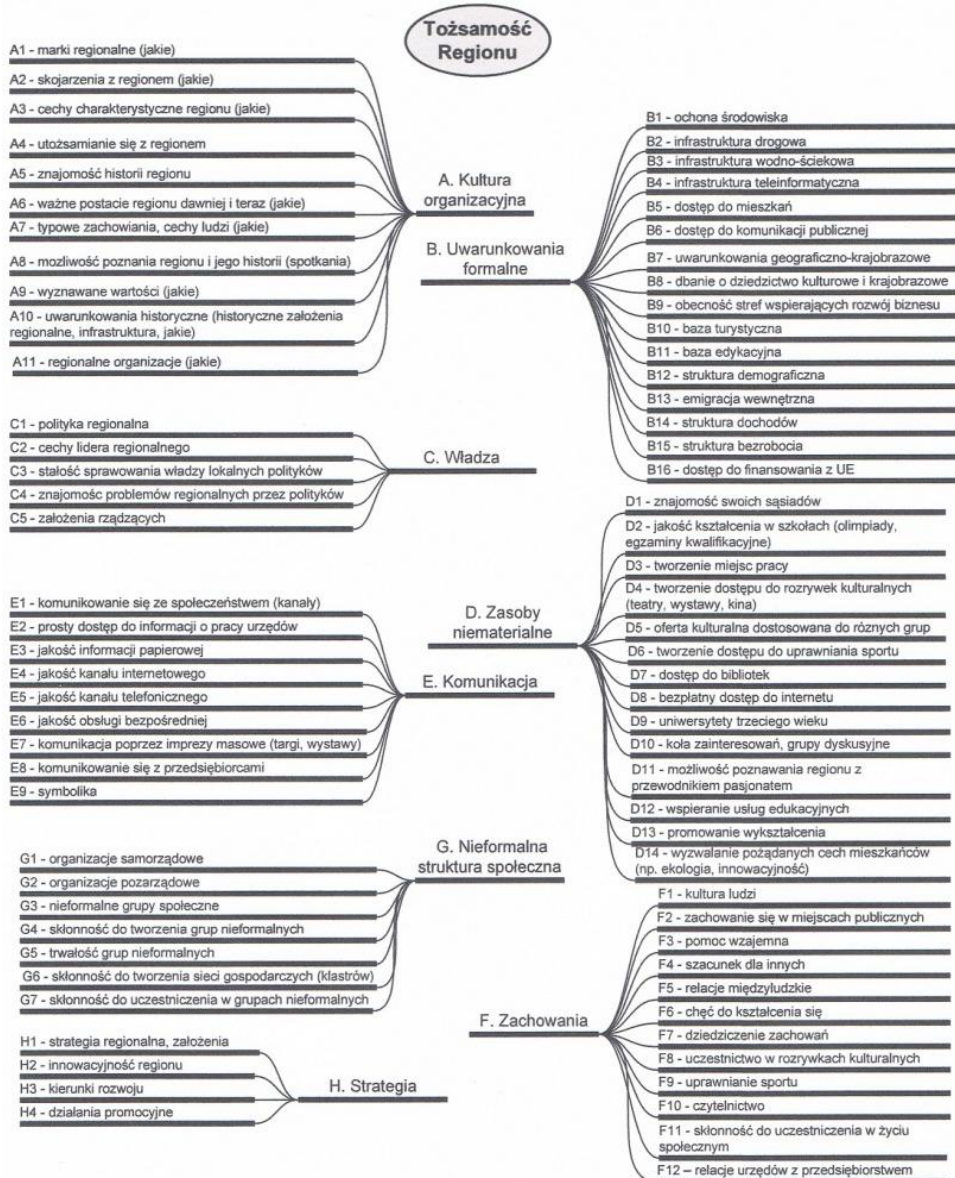 Tożsamość
Regionu
A1 - marki regionalne (jakie)
A2 - skojarzenia z regionem (jakie)
A3 - cechy charakterystyczne regionu (jakie)
A4 - utożsamianie się z regionem
A5 - znajomość historii regionu
A6 - ważne postacie regionu dawniej i teraz (jakie)
A7 - typowe zachowiania, cechy ludzi (jakie)
A8 - mozliwość poznania regionu i jego historii (spotkania)
A9 - wyznawane wartości (jakie)
A10 - uwarunkowania historyczne (historyczne założenia
regionalne, infrastruktura, jakie)
A11 - regionalne organizacje (jakie)
A. Kultura
organizacyjna
B. Uwarunkowania
formalne
B1 - ochona środowiska
B2 - infrastruktura drogowa
B3 - infrastruktura wodno-ściekowa
B4 - infrastruktura teleinformatyczna
B5 - dostęp do mieszkań
B6 - dostęp do komunikacji publicznej
B7 - uwarunkowania geograficzno-krajobrazowe
B8 - dbanie o dziedzictwo kulturowe i krajobrazowe
B9 - obecność stref wspierających rozwój biznesu
B10 - baza turystyczna
B11 - baza edykacyjna
B12 - struktura demograficzna
B13 - emigracja wewnętrzna
B14 - struktura dochodów
B15 - struktura bezrobocia
B16 - dostęp do finansowania z UE
C1 - polityka regionalna
C2 - cechy lidera regionalnego
C3 - stałość sprawowania władzy lokalnych polityków
C4 - znajomośc problemów regionalnych przez polityków
C5 - założenia rządzących
C. Władza
D1 - znajomość swoich sąsiadów
D2 - jakość kształcenia w szkołach (olimpiady,
egzaminy kwalifikacyjne)
D3 - tworzenie miejsc pracy
D4 - tworzenie dostępu do rozrywek kulturalnych
(teatry, wystawy, kina)
D5 - oferta kulturalna dostosowana do róznych grup
D6 - tworzenie dostępu do uprawniania sportu
D7 - dostęp do bibliotek
D8 - bezpłatny dostęp do internetu
D9 - uniwersytety trzeciego wieku
D10 - koła zainteresowań, grupy dyskusyjne
D11 - możliwość poznawania regionu z
przewodnikiem pasjonatem
D12 - wspieranie usług edukacyjnych
D13 - promowanie wykształcenia
D14 - wyzwalanie pożądanych cech mieszkańców
(np. ekologia, innowacyjność)
D. Zasoby
niematerialne
E1 - komunikowanie się ze społeczeństwem (kanały)
E2 - prosty dostęp do informacji o pracy urzędów
E3 - jakość informacji papierowej
E4 - jakość kanału internetowego
E5 - jakość kanału telefonicznego
E6 - jakość obsługi bezpośredniej
E7 - komunikacja poprzez imprezy masowe (targi, wystawy)
E8 - komunikowanie się z przedsiębiorcami
E9 - symbolika
E. Komunikacja
G. Nieformalna
struktura społeczna
G1 - organizacje samorządowe
G2 - organizacje pozarządowe
G3 - nieformalne grupy społeczne
G4 - skłonność do tworzenia grup nieformalnych
G5 - trwałość grup nieformalnych
G6 - skłonność do tworzenia sieci gospodarczych (klastrów)
G7 - skłonność do uczestniczenia w grupach nieformalnych
F1 - kultura ludzi
F2 - zachowanie się w miejscach publicznych
F3 - pomoc wzajemna
F4 - szacunek dla innych
F5 - relacje międzyludzkie
F6 - chęć do kształcenia się
F7 - dziedziczenie zachowań
F8 - uczestnictwo w rozrywkach kulturalnych
F9 - uprawnianie sportu
F10 - czytelnictwo
F11 - skłonność do uczestniczenia w życiu
społecznym
F12 – relacje urzędów z przedsiębiorstwem
F. Zachowania
H1 - strategia regionalna, założenia
H2 - innowacyjność regionu
H3 - kierunki rozwoju
H4 - działania promocyjne
H. Strategia